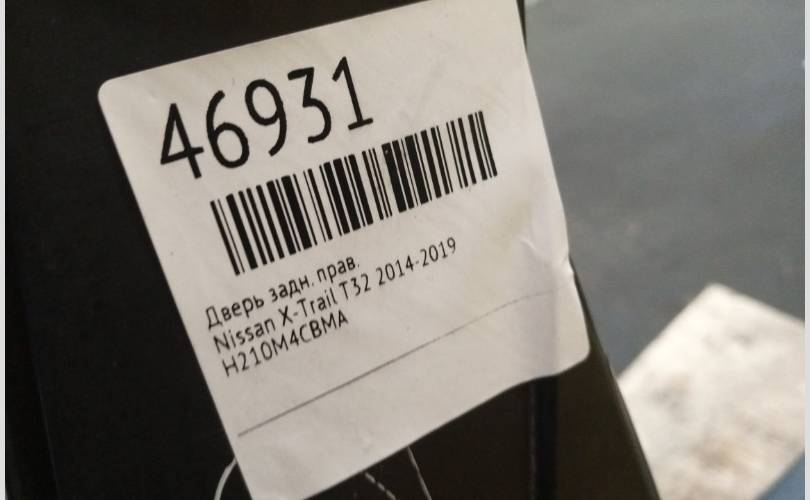 46931
Дверь задн. прав.
Nissan X-Trail T32 2014-2019
H210M4CBMA